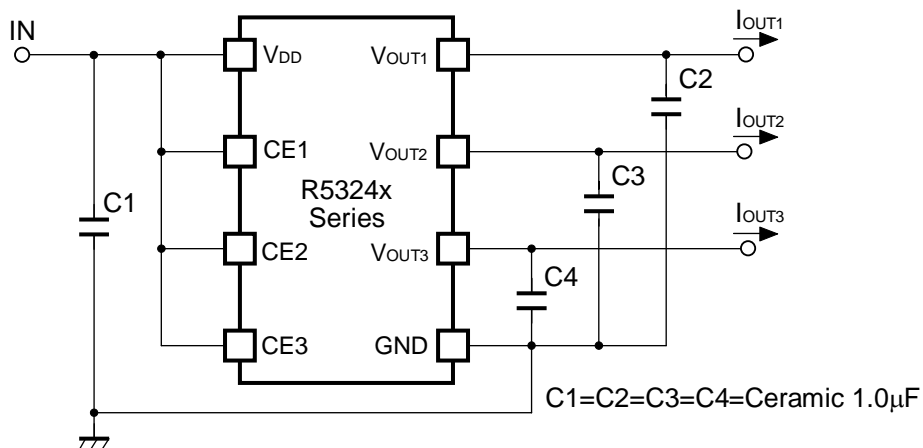 IN
VDD
VOUT1
IOUT1
C2
CE1
VOUT2
IOUT2
C3
R5324x
Series
C1
CE2
VOUT3
IOUT3
C4
CE3
GND
C1=C2=C3=C4=Ceramic 1.0μF